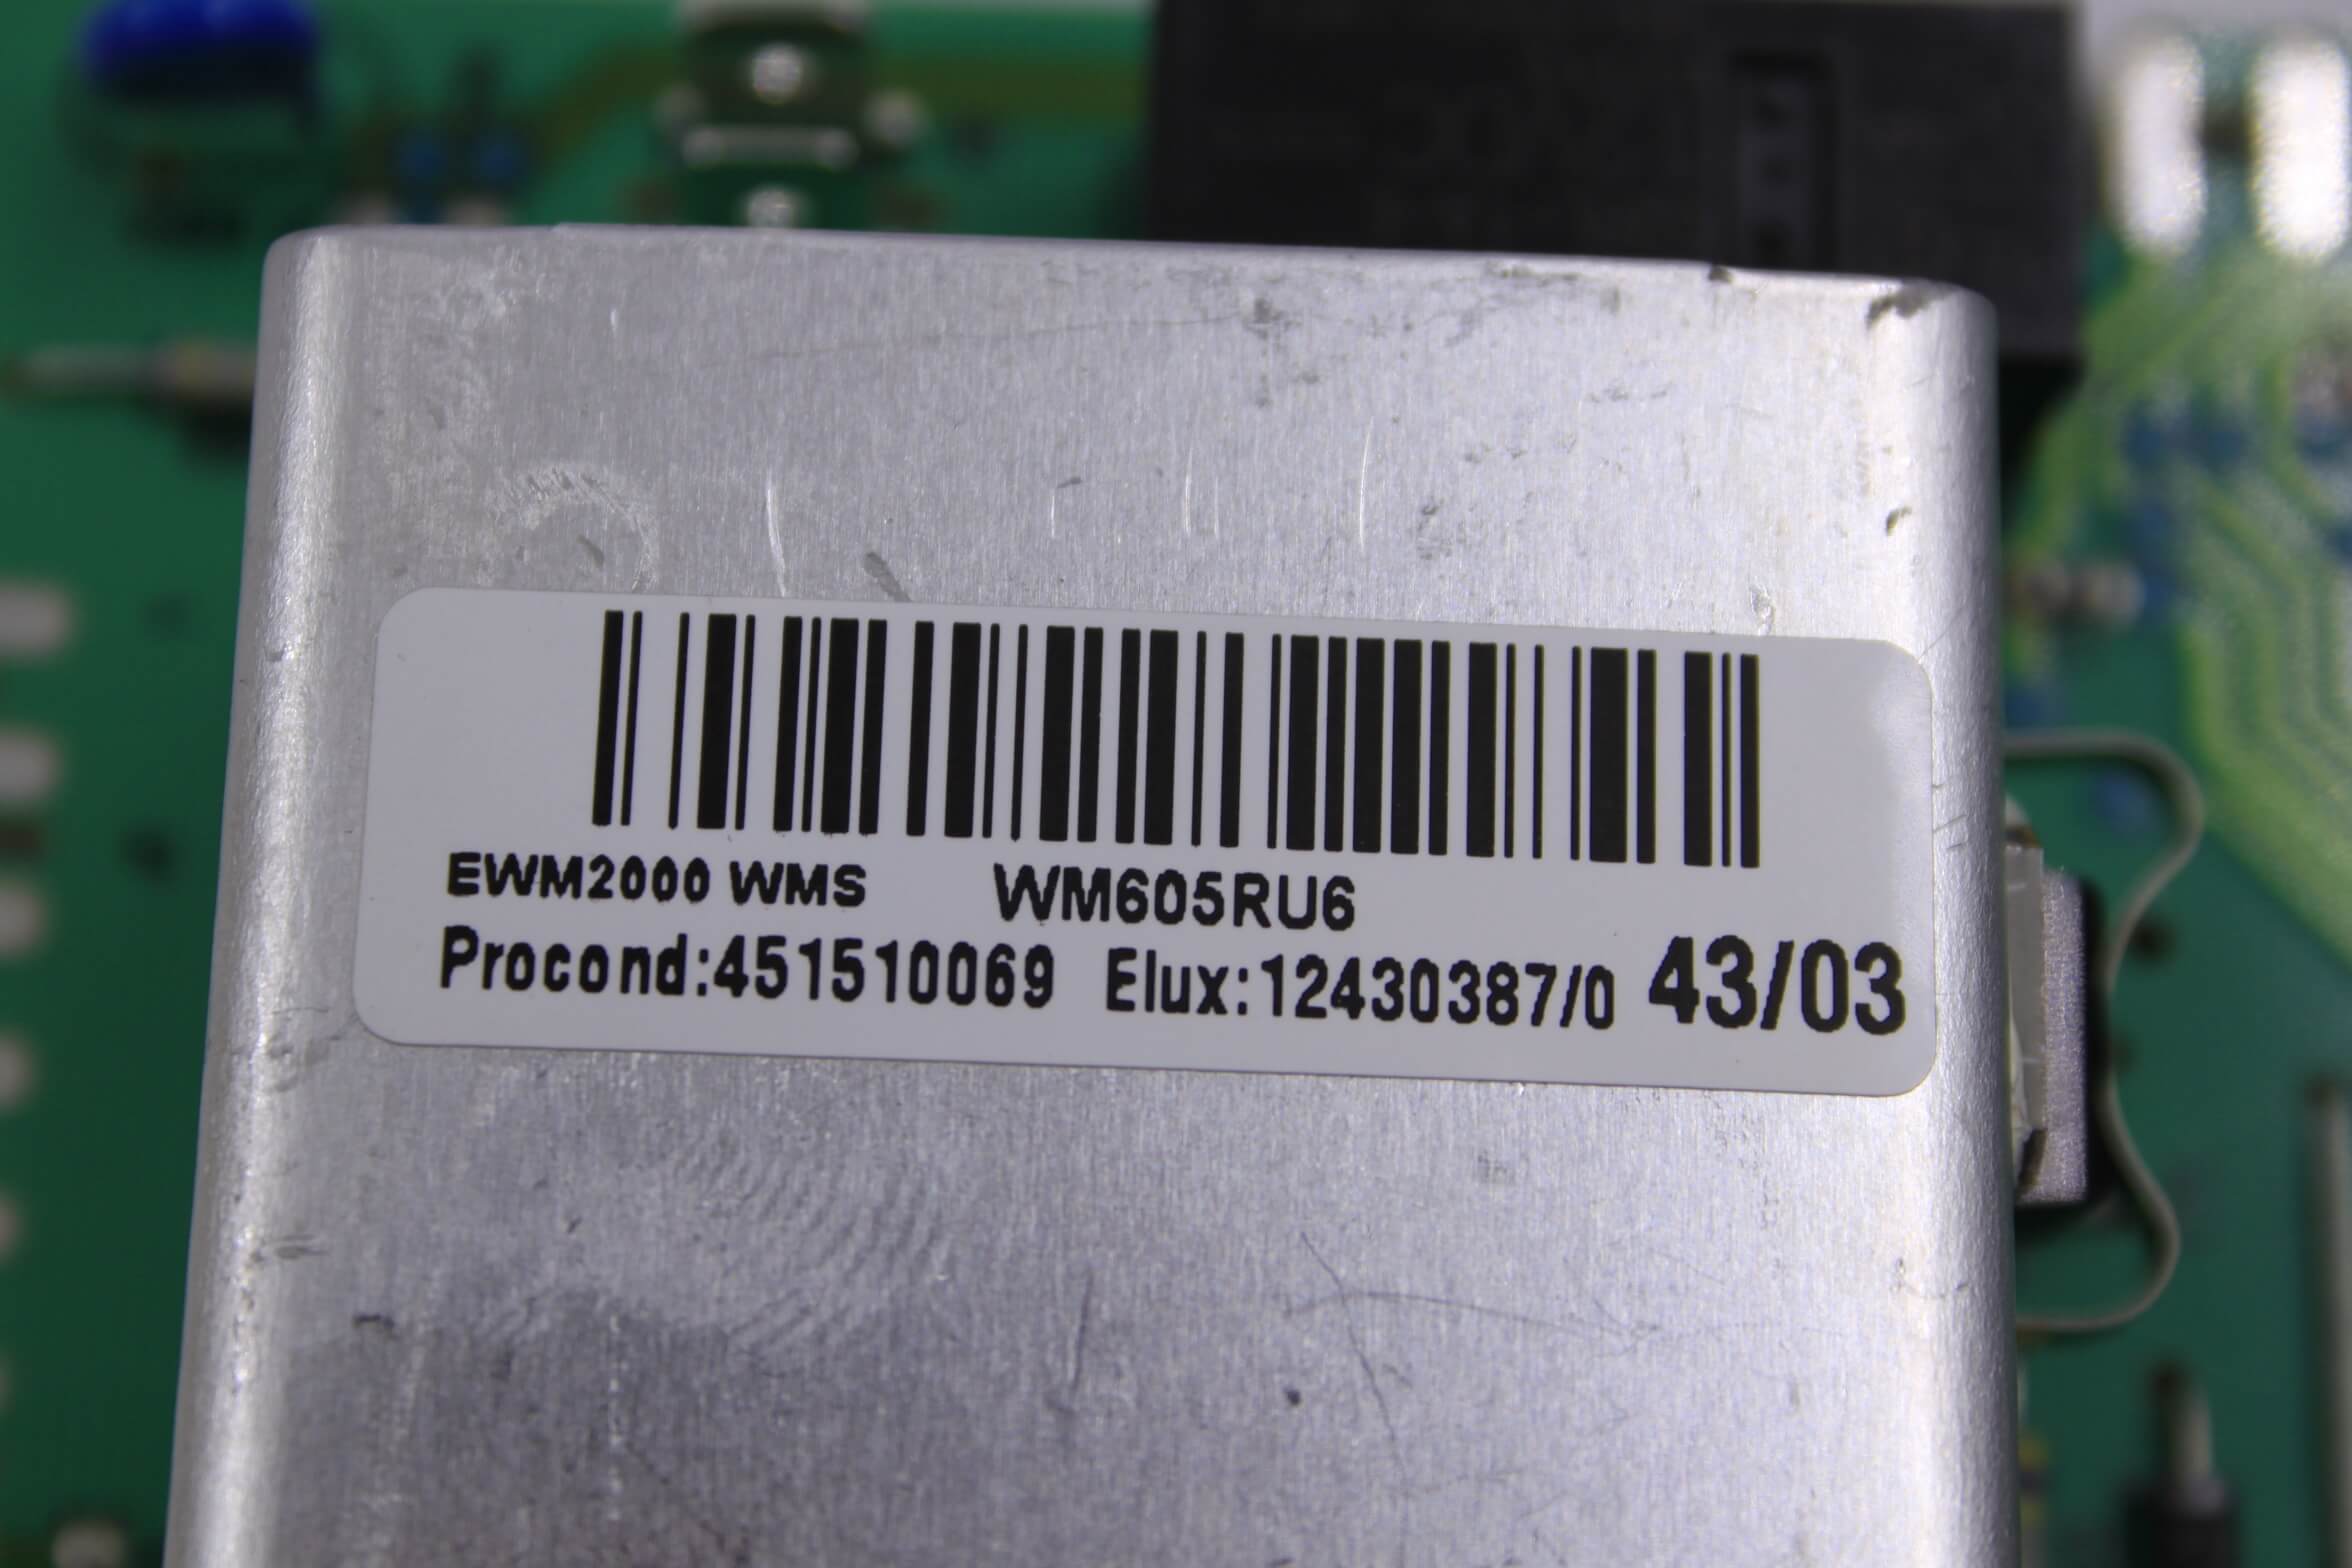 EWM2000 WMS WM605RU6
Procond:451510069 Elux:12430387/0 43/03